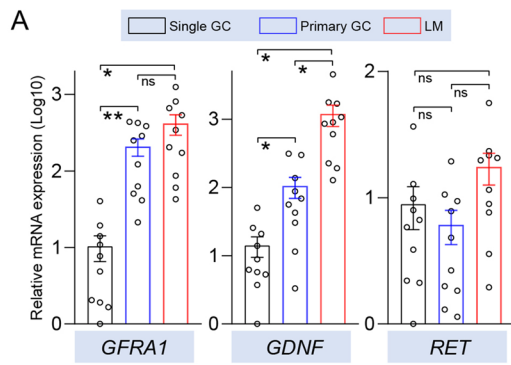 A
Single GC Primary GC LM
Relative mRNA expression (Log10)
3
2
1
0
* ns
**
GFRA1
3
2
1
0
*
*
*
GDNF
2
1
0
ns
ns
ns
RET